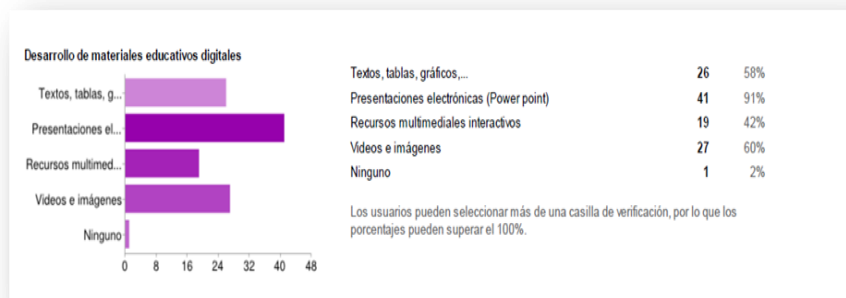 Desarrollo de materiales educativos digitales
Textos, tablas, g...
Presentaciones el...
Recursos multimed...
Videos e imágenes
Ninguno
0 8 16 24 32 40 48
Textos, tablas, gráficos,... 26 58%
Presentaciones electrónicas (Power point) 41 91%
Recursos multimediales interactivos 19 42%
Videos e imágenes 27 60%
Ninguno 1 2%
Los usuarios pueden seleccionar más de una casilla de verificación, por lo que los
porcentajes pueden superar el 100%.